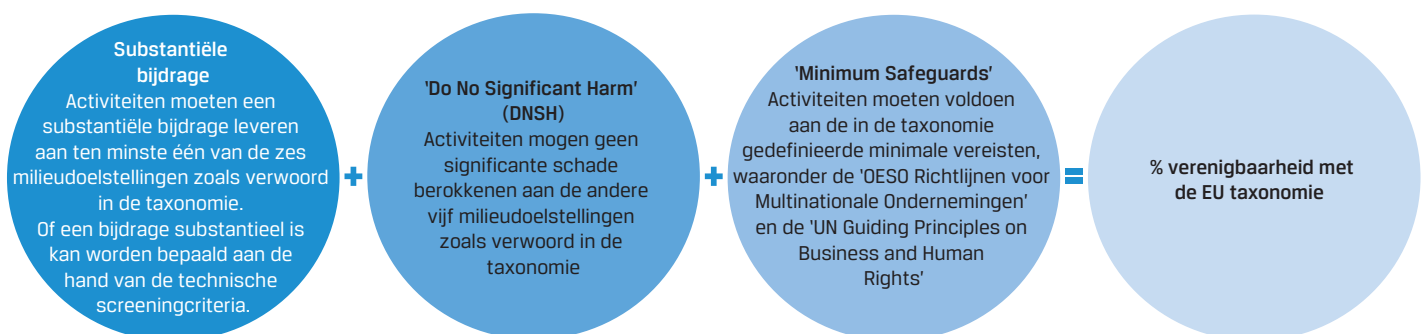 Substantiële
bijdrage
Activiteiten moeten een
substantiële bijdrage leveren
aan ten minste één van de zes
milieudoelstellingen zoals verwoord
in de taxonomie.
Of een bijdrage substantieel is
kan worden bepaald aan de
hand van de technische
screeningcriteria.
+
'Do No Significant Harm'
(DNSH)
Activiteiten mogen geen
significante schade
berokkenen aan de andere
vijf milieudoelstellingen
zoals verwoord in de
taxonomie
+
'Minimum Safeguards'
Activiteiten moeten voldoen
aan de in de taxonomie
gedefinieerde minimale vereisten,
waaronder de 'OESO Richtlijnen voor
Multinationale Ondernemingen'
en de 'UN Guiding Principles on
Business and Human
Rights'
=
% verenigbaarheid met
de EU taxonomie